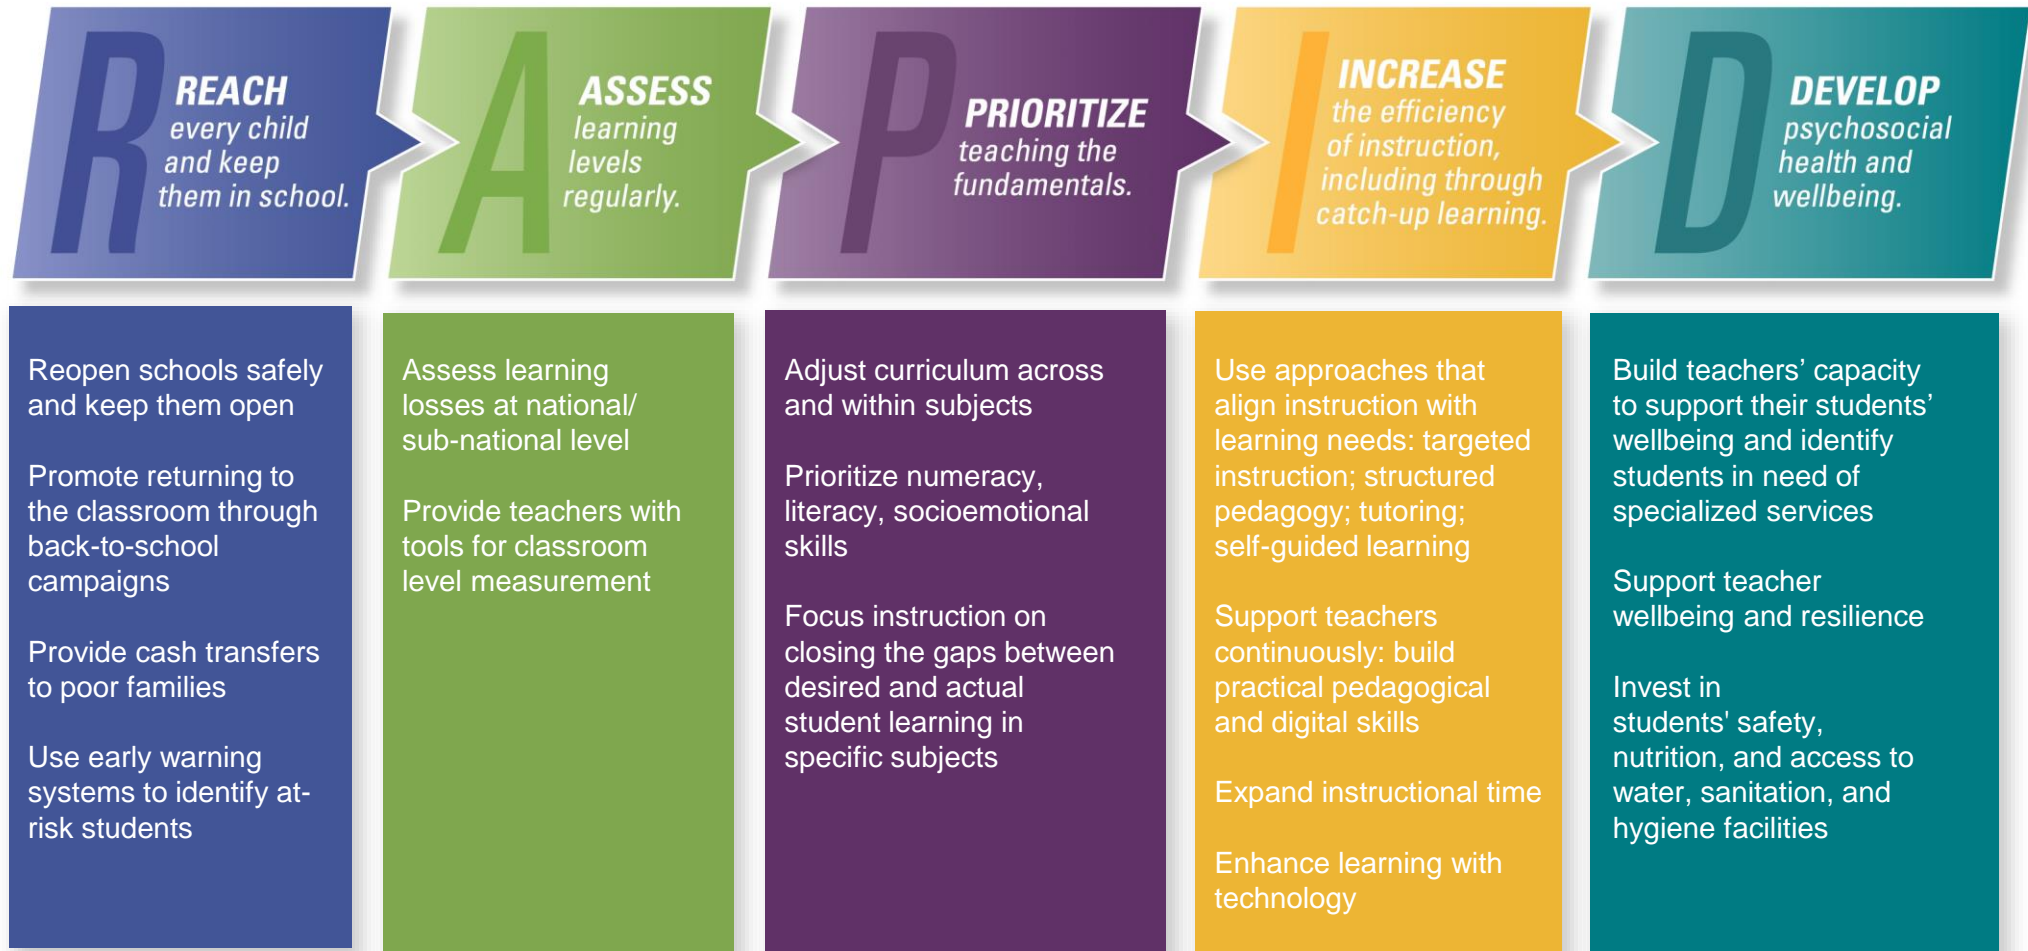 R
REACH
every child
and keep
them in school.
A
ASSESS
learning
levels
regularly.
P
PRIORITIZE
teaching the
fundamentals.
I
INCREASE
the efficiency
of instruction,
including through
catch-up learning.
D
DEVELOP
psychosocial
health and
wellbeing.
Reopen schools safely
and keep them open
Promote returning to
the classroom through
back-to-school
campaigns
Provide cash transfers
to poor families
Use early warning
systems to identify at-
risk students
Assess learning
losses at national/
sub-national level
Provide teachers with
tools for classroom
level measurement
Adjust curriculum across
and within subjects
Prioritize numeracy,
literacy, socioemotional
skills
Focus instruction on
closing the gaps between
desired and actual
student learning in
specific subjects
Use approaches that
align instruction with
learning needs: targeted
instruction; structured
pedagogy; tutoring;
self-guided learning
Support teachers
continuously: build
practical pedagogical
and digital skills
Expand instructional time
Enhance learning with
technology
Build teachers’ capacity
to support their students’
wellbeing and identify
students in need of
specialized services
Support teacher
wellbeing and resilience
Invest in
students' safety,
nutrition, and access to
water, sanitation, and
hygiene facilities